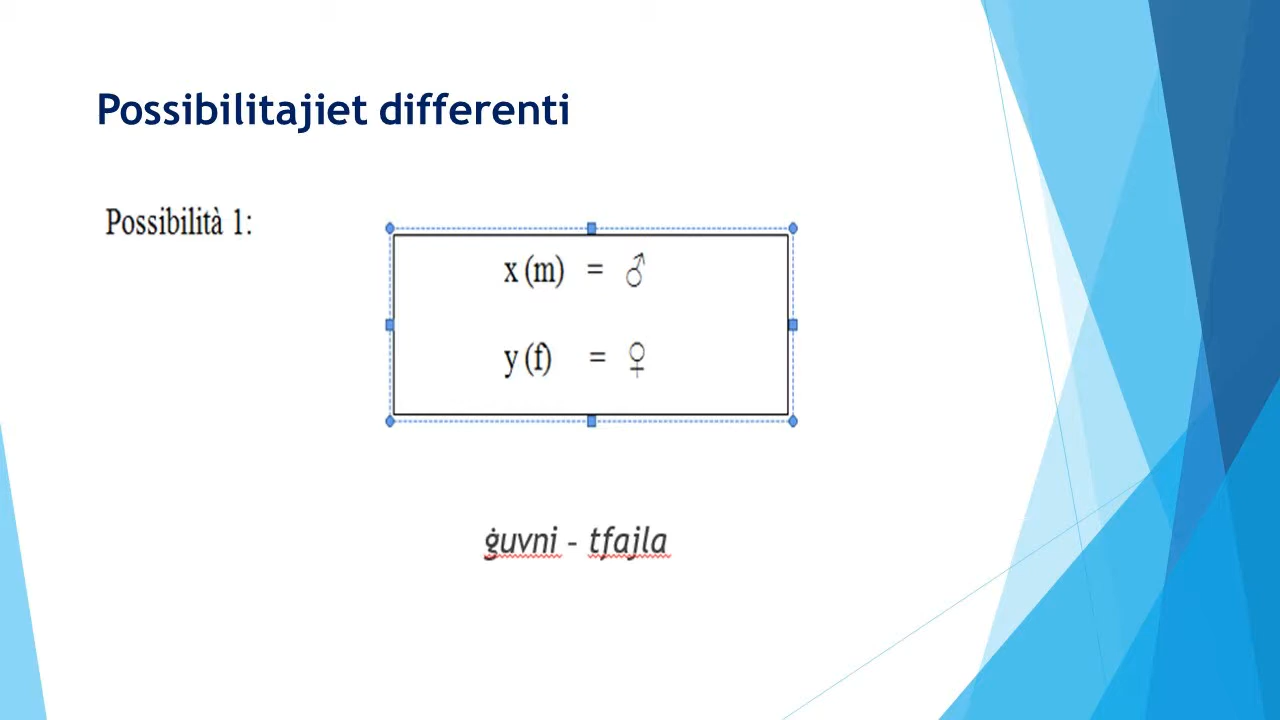 Possibilitajiet differenti
Possibilità 1:
x (m) = ♂
y (f) = ♀
ġuvni – tfajla